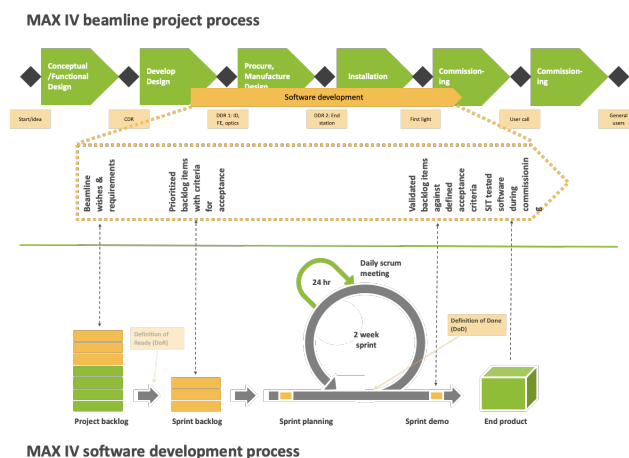 MAX IV beamline project process
Conceptual
/Functional
Design
Develop
Design
Procure,
Manufacture
Design
Installation
Commission-
ing
Commission-
ing
Software development
Start/idea
CDR
DDR 1: ID,
FE, optics
DDR 2: End
station
First light
User call
General
users
Beamline
wishes &
requirements
Prioritized
backlog items
with criteria
for
acceptance
Validated
backlog items
against
defined
acceptance
criteria
SIT tested
software
during
commissionin
g
Daily scrum
meeting
24 hr
2 week
sprint
Definition of
Ready (DoR)
Definition of Done
(DoD)
Project backlog
Sprint backlog
Sprint planning
Sprint demo
End product
MAX IV software development process